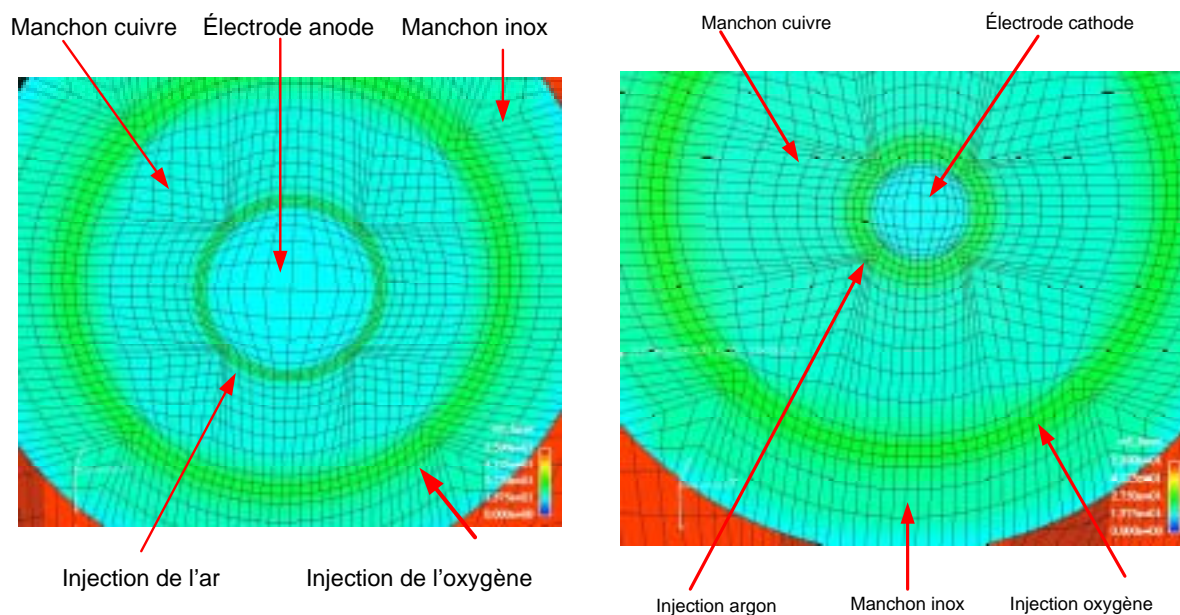 Manchon cuivre
Électrode anode
Manchon inox
Injection de l'ar
Injection de l'oxygène
Manchon cuivre
Électrode cathode
Injection argon
Manchon inox
Injection oxygène